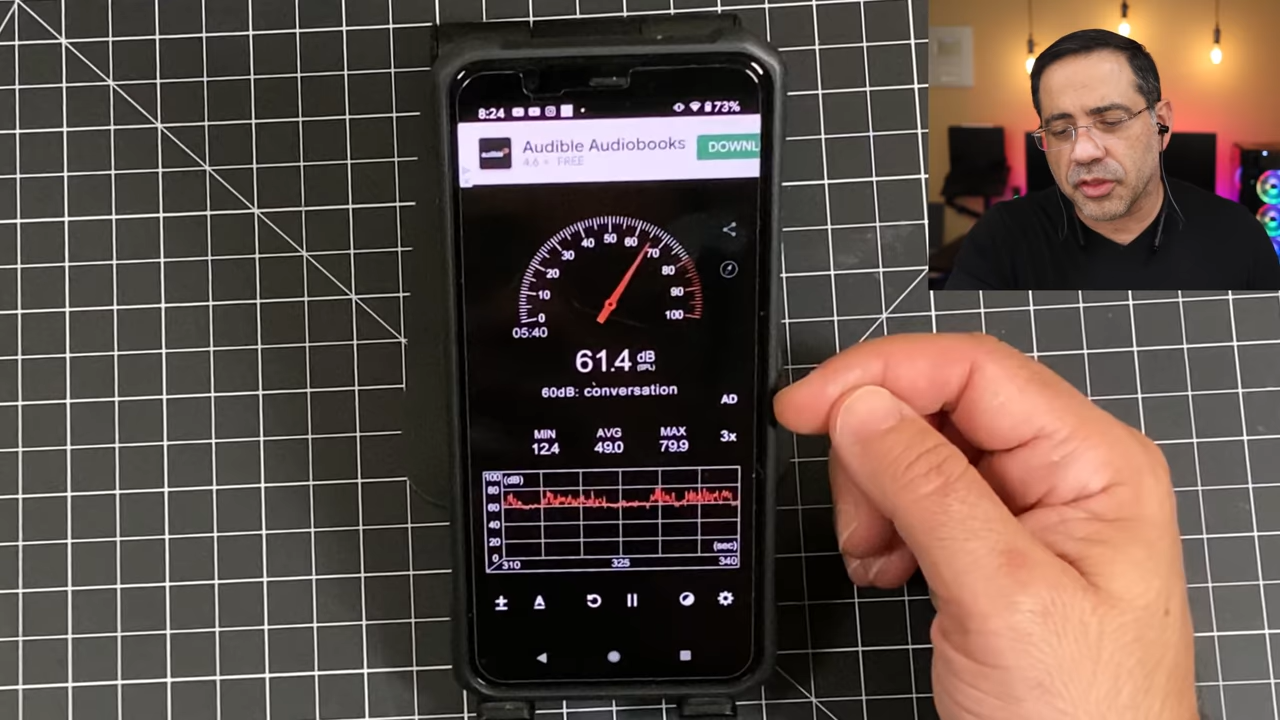 8:24
73%
audible
Audible Audiobooks
DOWNL
4.6 ★ FREE
0
10
20
30
40
50
60
70
80
90
100
05:40
61.4 dB
(SPL)
60dB: conversation
AD
MIN AVG MAX
12.4 49.0 79.9
3x
100 (dB)
80
60
40
20
0
(sec)
310 325 340
A